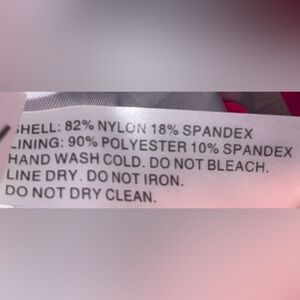 SHELL: 82% NYLON 18% SPANDEX
LINING: 90% POLYESTER 10% SPANDEX
HAND WASH COLD. DO NOT BLEACH.
LINE DRY. DO NOT IRON.
DO NOT DRY CLEAN.